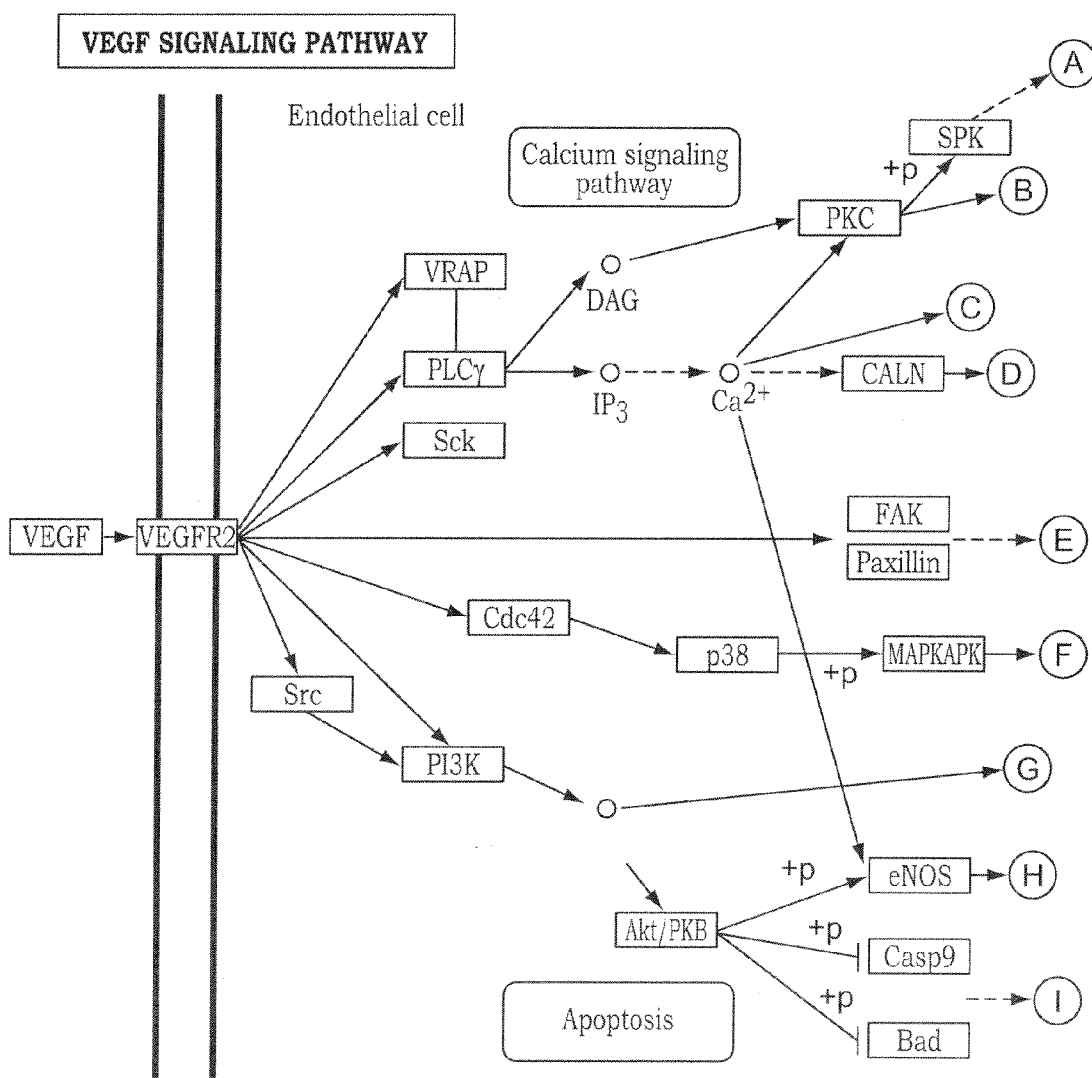 VEGF SIGNALING PATHWAY
Endothelial cell
Calcium signaling
pathway
A
SPK
+p
B
PKC
VRAP
DAG
C
PLCγ
IP3
Ca2+
CALN
D
Sck
FAK
VEGF
VEGFR2
E
Paxillin
Cdc42
p38
+p
MAPKAPK
F
Src
PI3K
G
+p
eNOS
H
Akt/PKB
+p
Casp9
+p
I
Apoptosis
Bad